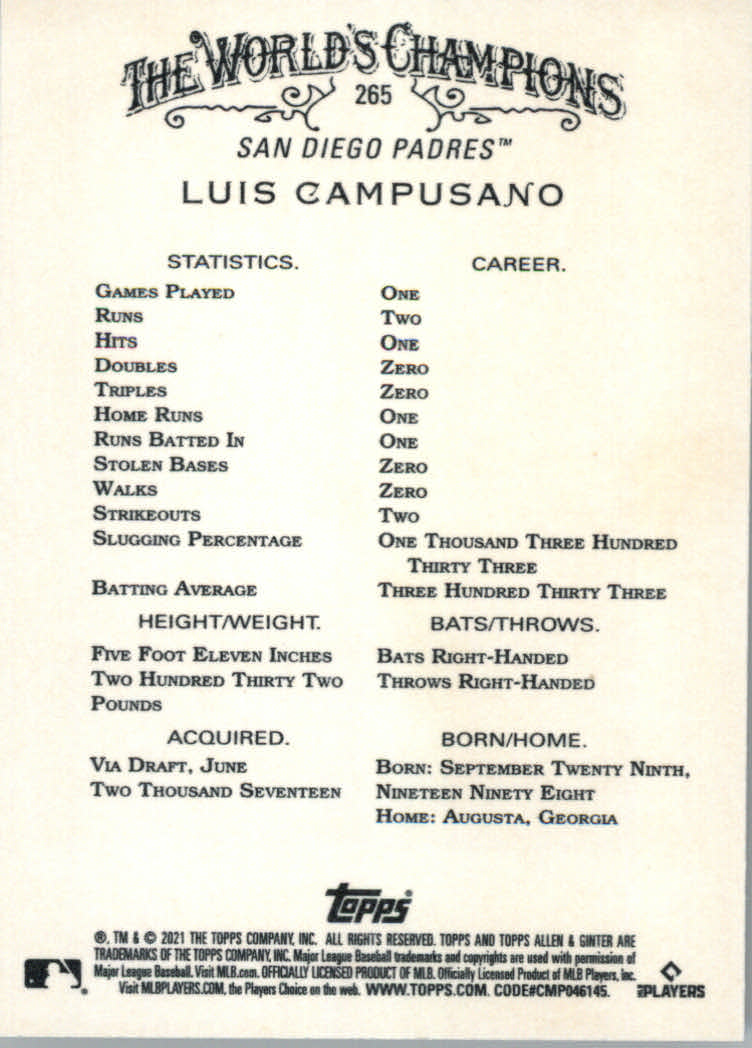 THE WORLD'S CHAMPIONS
265
SAN DIEGO PADRES™
LUIS CAMPUSANO
STATISTICS. CAREER.
GAMES PLAYED ONE
RUNS TWO
HITS ONE
DOUBLES ZERO
TRIPLES ZERO
HOME RUNS ONE
RUNS BATTED IN ONE
STOLEN BASES ZERO
WALKS ZERO
STRIKEOUTS TWO
SLUGGING PERCENTAGE ONE THOUSAND THREE HUNDRED
THIRTY THREE
BATTING AVERAGE THREE HUNDRED THIRTY THREE
HEIGHT/WEIGHT. BATS/THROWS.
FIVE FOOT ELEVEN INCHES BATS RIGHT-HANDED
TWO HUNDRED THIRTY TWO THROWS RIGHT-HANDED
POUNDS
ACQUIRED. BORN/HOME.
VIA DRAFT, JUNE BORN: SEPTEMBER TWENTY NINTH,
TWO THOUSAND SEVENTEEN NINETEEN NINETY EIGHT
HOME: AUGUSTA, GEORGIA
Topps®
®, TM & © 2021 THE TOPPS COMPANY, INC. ALL RIGHTS RESERVED. TOPPS AND TOPPS ALLEN & GINTER ARE
TRADEMARKS OF THE TOPPS COMPANY, INC. Major League Baseball trademarks and copyrights are used with permission of
Major League Baseball. Visit MLB.com. OFFICIALLY LICENSED PRODUCT OF MLB. Officially Licensed Product of MLB Players, Inc.
Visit MLBPLAYERS.COM, the Players Choice on the web. WWW.TOPPS.COM. CODE#CMP046145.
PLAYERS